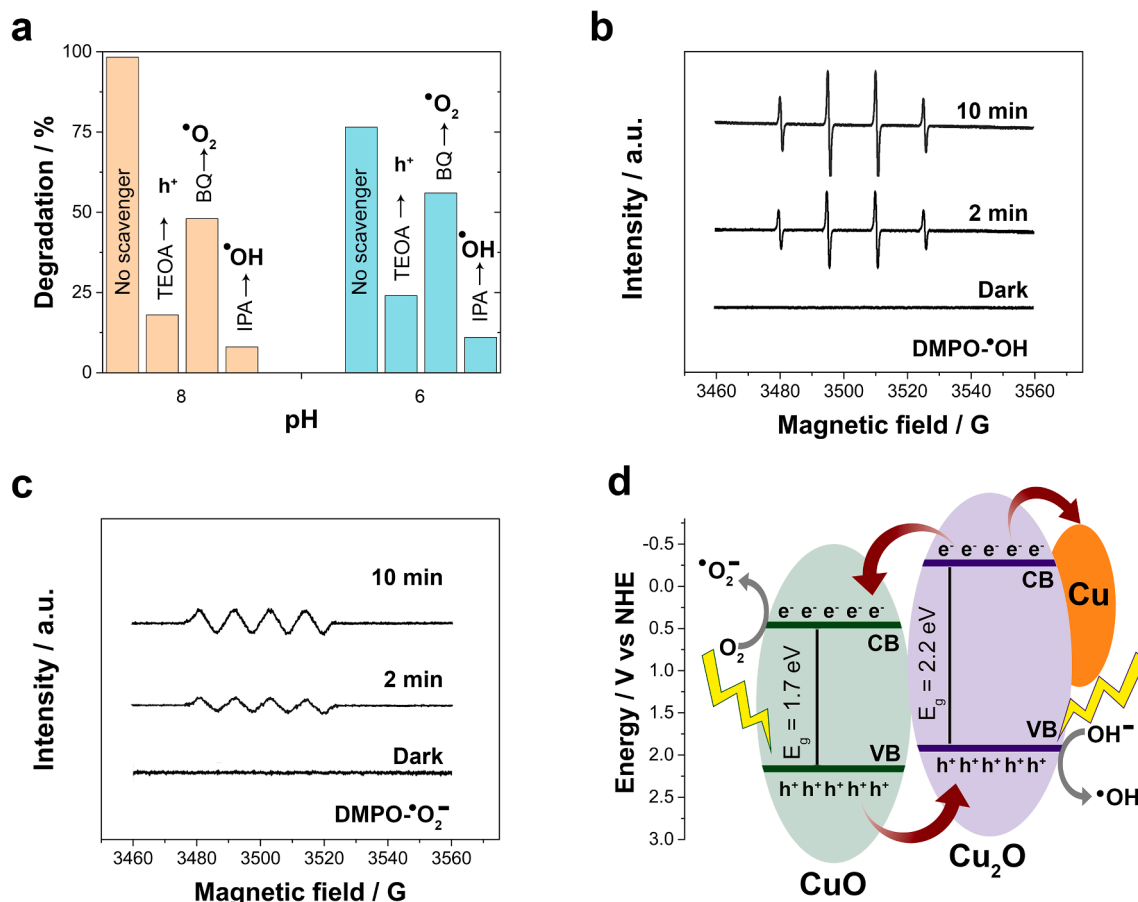 a
100
75
50
25
0
Degradation / %
No scavenger
TEOA → h⁺
BQ → •O₂
IPA → •OH
No scavenger
TEOA → h⁺
BQ → •O₂
IPA → •OH
8
6
pH
b
Intensity / a.u.
10 min
2 min
Dark
DMPO-•OH
3460 3480 3500 3520 3540 3560
Magnetic field / G
c
Intensity / a.u.
10 min
2 min
Dark
DMPO-•O₂⁻
3460 3480 3500 3520 3540 3560
Magnetic field / G
d
Energy / V vs NHE
-0.5
0.0
0.5
1.0
1.5
2.0
2.5
3.0
•O₂⁻
O₂
e⁻ e⁻ e⁻ e⁻ e⁻
CB
E_g = 1.7 eV
VB
h⁺ h⁺ h⁺ h⁺ h⁺
CuO
e⁻ e⁻ e⁻ e⁻ e⁻
CB
E_g = 2.2 eV
VB
h⁺ h⁺ h⁺ h⁺ h⁺
Cu₂O
Cu
OH⁻
•OH